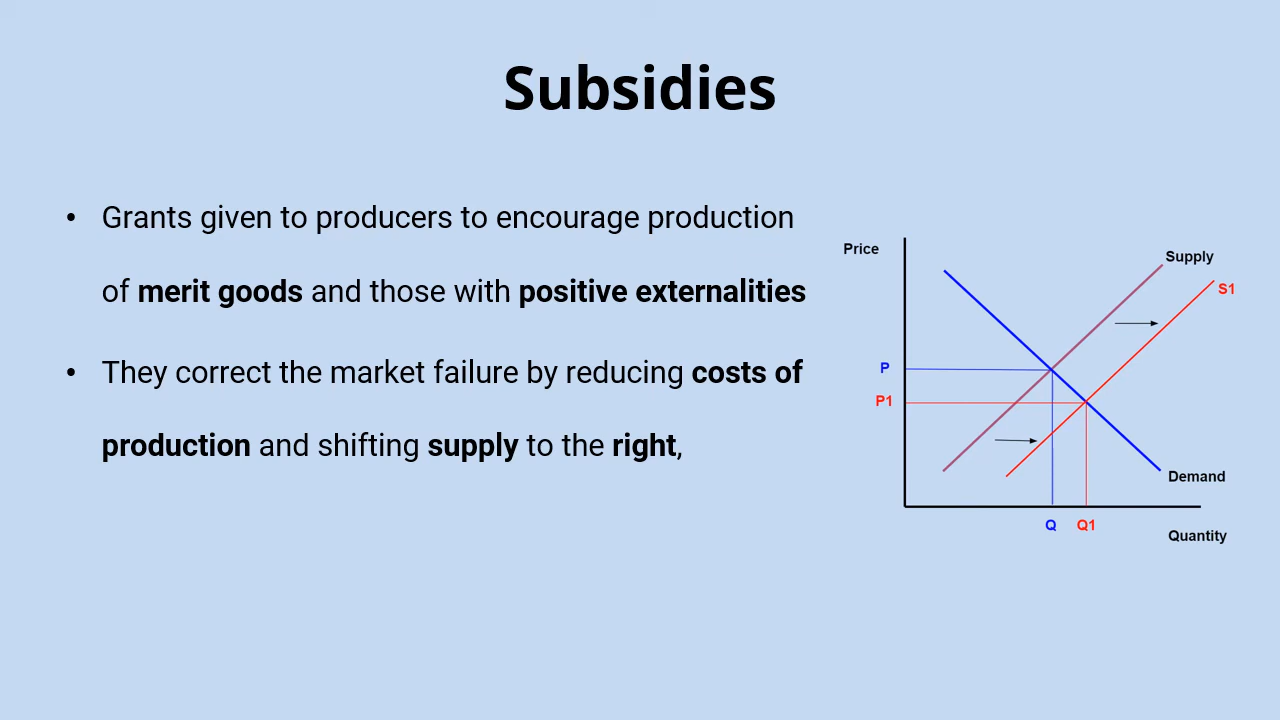 Subsidies
• Grants given to producers to encourage production
of merit goods and those with positive externalities
• They correct the market failure by reducing costs of
production and shifting supply to the right,
Price
Supply
S1
P
P1
Demand
Q
Q1
Quantity